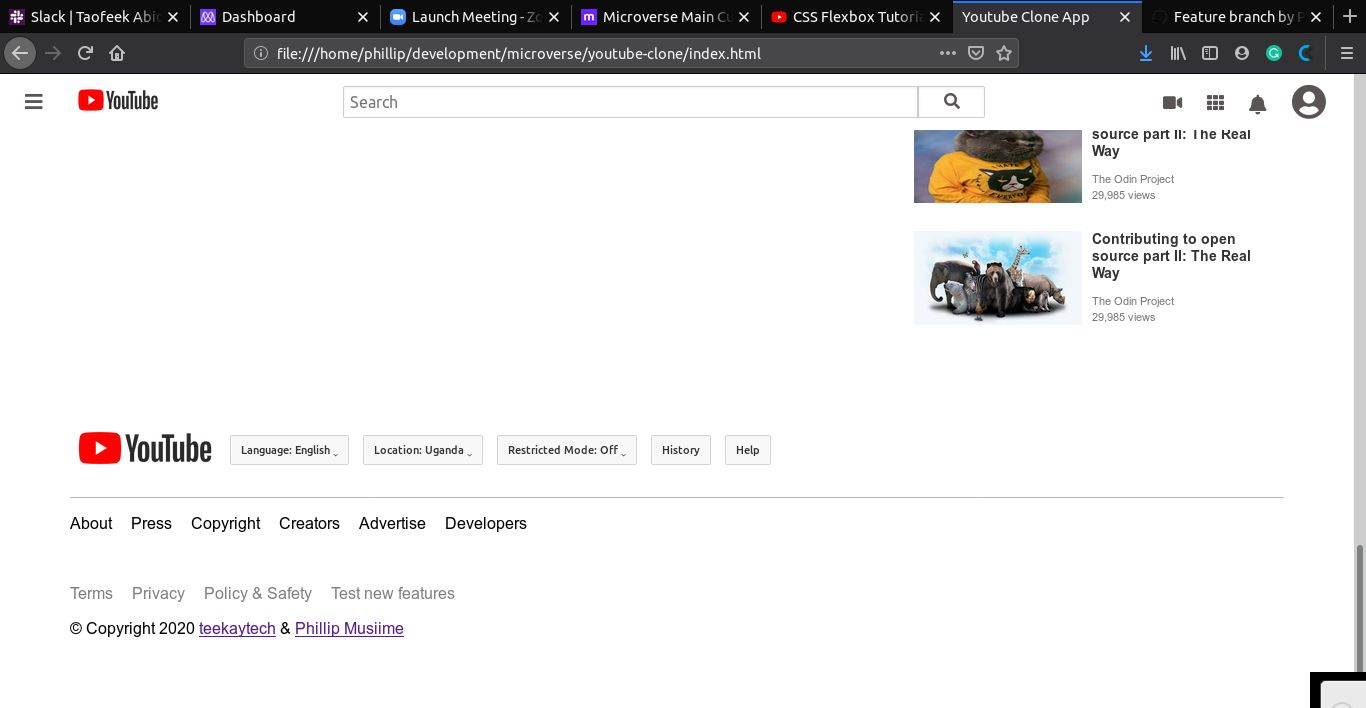 Slack | Taofeek Abio
Dashboard
Launch Meeting - Zo
Microverse Main Cu
CSS Flexbox Tutoria
Youtube Clone App
Feature branch by P
file:///home/phillip/development/microverse/youtube-clone/index.html
YouTube
Search
source part II: The Real
Way
The Odin Project
29,985 views
Contributing to open
source part II: The Real
Way
The Odin Project
29,985 views
YouTube
Language: English
Location: Uganda
Restricted Mode: Off
History
Help
About Press Copyright Creators Advertise Developers
Terms Privacy Policy & Safety Test new features
© Copyright 2020 teekaytech & Phillip Musiime